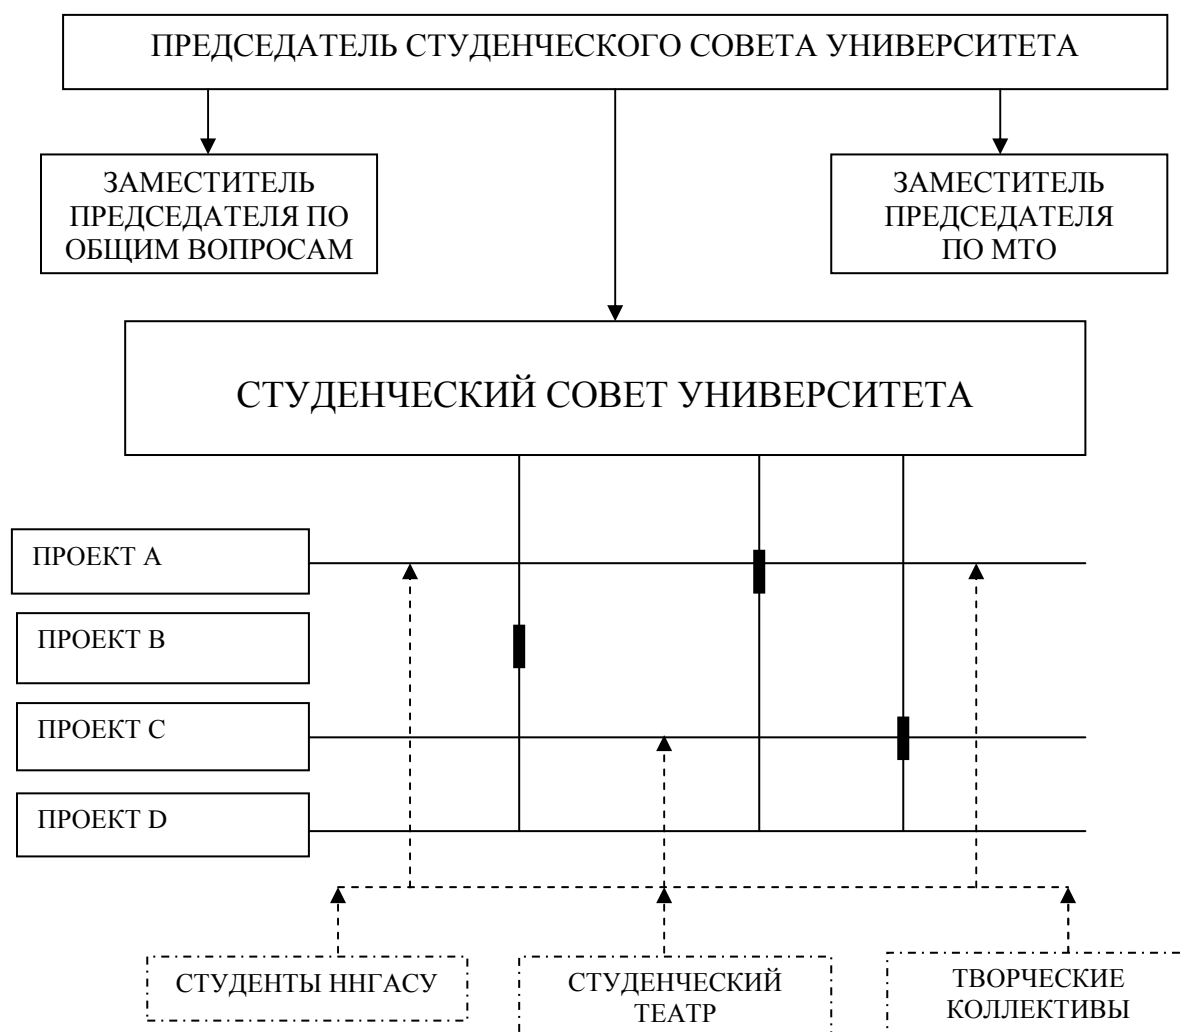 ПРЕДСЕДАТЕЛЬ СТУДЕНЧЕСКОГО СОВЕТА УНИВЕРСИТЕТА
ЗАМЕСТИТЕЛЬ
ПРЕДСЕДАТЕЛЯ ПО
ОБЩИМ ВОПРОСАМ
ЗАМЕСТИТЕЛЬ
ПРЕДСЕДАТЕЛЯ
ПО МТО
СТУДЕНЧЕСКИЙ СОВЕТ УНИВЕРСИТЕТА
ПРОЕКТ А
ПРОЕКТ В
ПРОЕКТ С
ПРОЕКТ D
СТУДЕНТЫ ННГАСУ
СТУДЕНЧЕСКИЙ
ТЕАТР
ТВОРЧЕСКИЕ
КОЛЛЕКТИВЫ